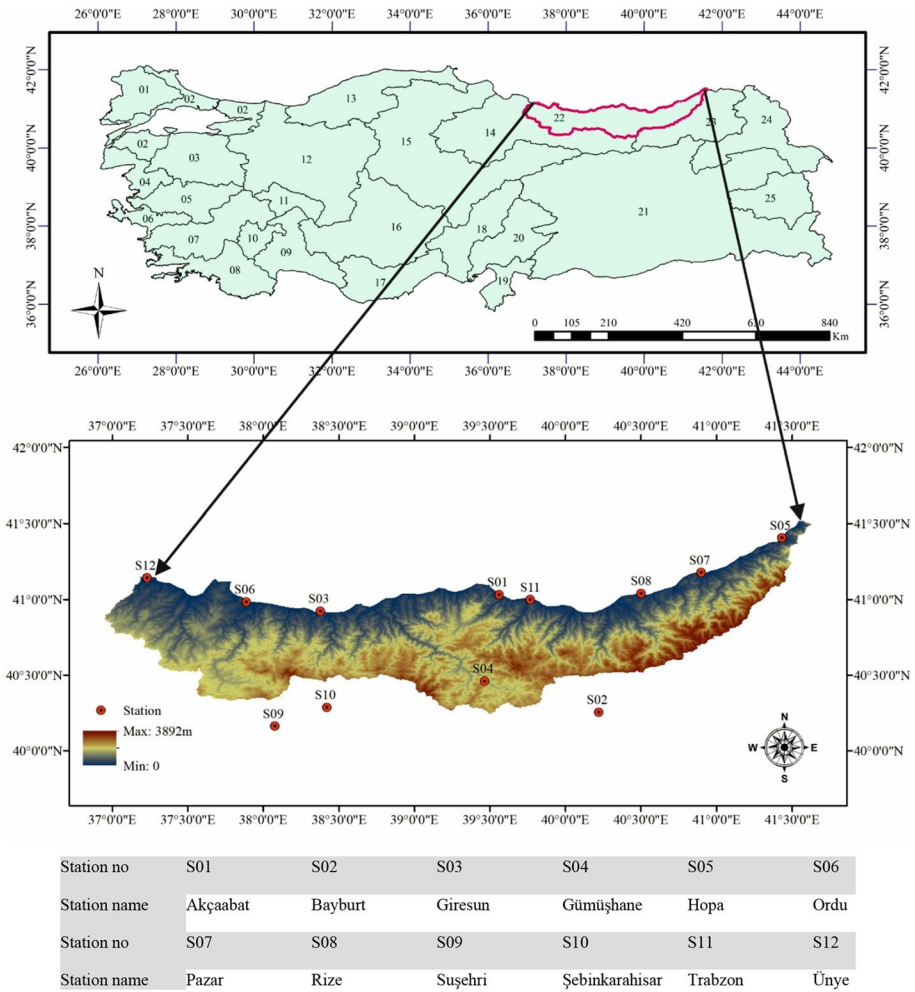 26°0'0"E 28°0'0"E 30°0'0"E 32°0'0"E 34°0'0"E 36°0'0"E 38°0'0"E 40°0'0"E 42°0'0"E 44°0'0"E
42°0'0"N 42°0'0"N
40°0'0"N 40°0'0"N
38°0'0"N 38°0'0"N
36°0'0"N 36°0'0"N
01 02 02 13 22 23 24
02 03 12 15 14
04 05 11 25
06 07 10 09 16 18 20 21
08 17 19
N
0 105 210 420 630 840
Km
26°0'0"E 28°0'0"E 30°0'0"E 32°0'0"E 34°0'0"E 36°0'0"E 38°0'0"E 40°0'0"E 42°0'0"E 44°0'0"E
37°0'0"E 37°30'0"E 38°0'0"E 38°30'0"E 39°0'0"E 39°30'0"E 40°0'0"E 40°30'0"E 41°0'0"E 41°30'0"E
42°0'0"N 42°0'0"N
41°30'0"N 41°30'0"N
41°0'0"N 41°0'0"N
40°30'0"N 40°30'0"N
40°0'0"N 40°0'0"N
S05
S12 S07
S06 S03 S01 S11 S08
S04
S10 S02
S09
Station
Max: 3892m
Min: 0
N
W E
S
37°0'0"E 37°30'0"E 38°0'0"E 38°30'0"E 39°0'0"E 39°30'0"E 40°0'0"E 40°30'0"E 41°0'0"E 41°30'0"E
Station no S01 S02 S03 S04 S05 S06
Station name Akçaabat Bayburt Giresun Gümüşhane Hopa Ordu
Station no S07 S08 S09 S10 S11 S12
Station name Pazar Rize Suşehri Şebinkarahisar Trabzon Ünye